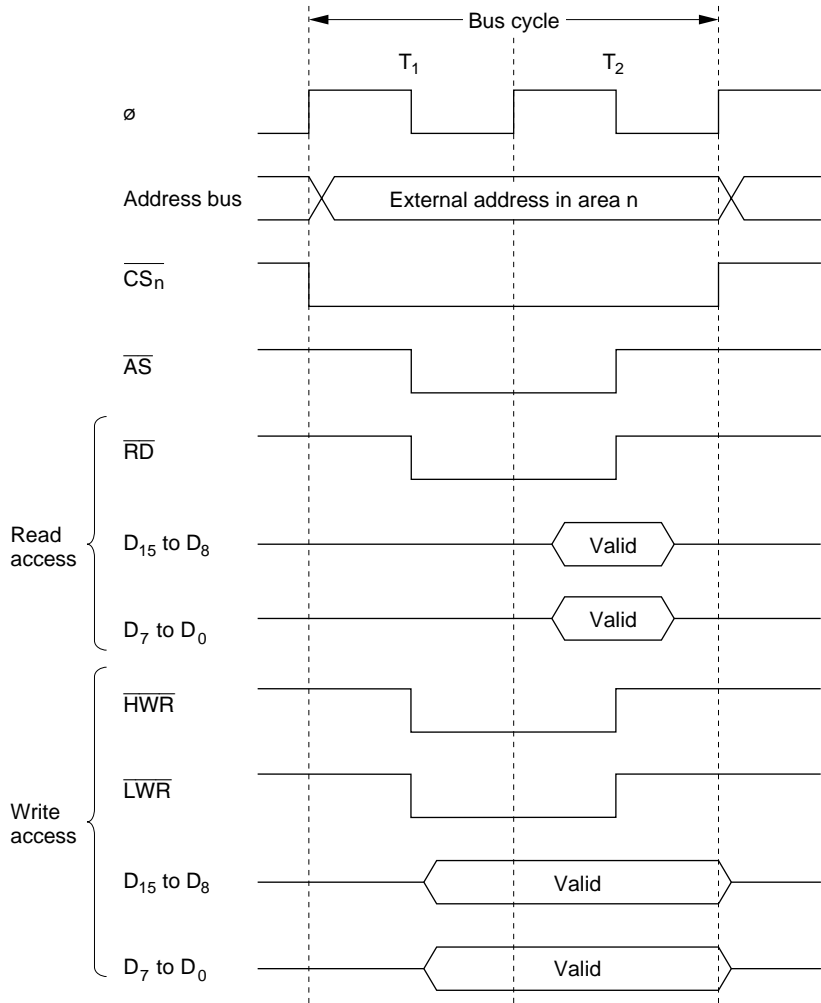 Bus cycle
T1 T2
ø
Address bus External address in area n
CSn
AS
RD
Read
access
D15 to D8 Valid
D7 to D0 Valid
HWR
LWR
Write
access
D15 to D8 Valid
D7 to D0 Valid